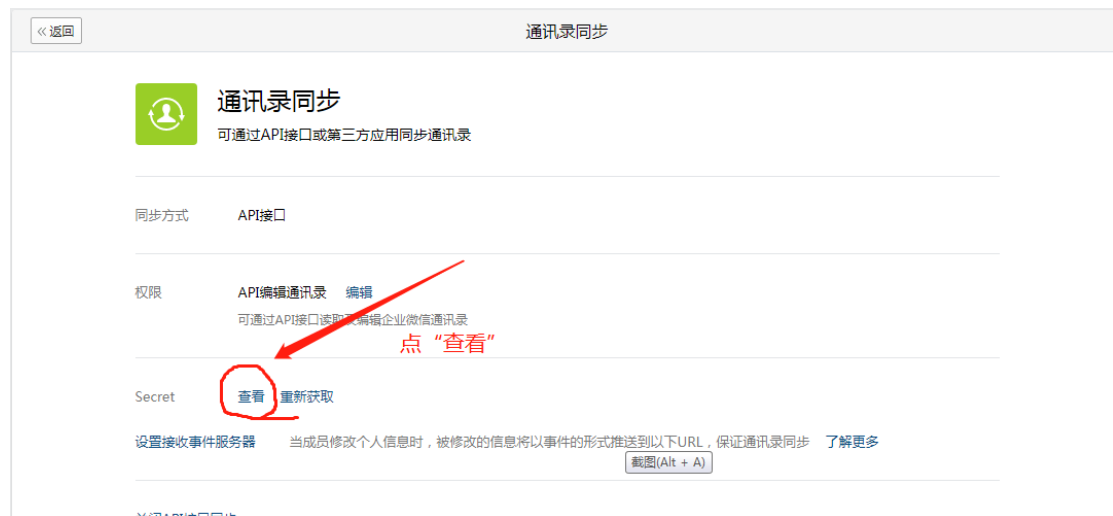 《返回 通讯录同步
通讯录同步
可通过API接口或第三方应用同步通讯录
同步方式 API接口
权限 API编辑通讯录 编辑
可通过API接口读取及编辑企业微信通讯录
点“查看”
Secret 查看 重新获取
设置接收事件服务器 当成员修改个人信息时，被修改的信息将以事件的形式推送到以下URL，保证通讯录同步 了解更多
截图(Alt + A)